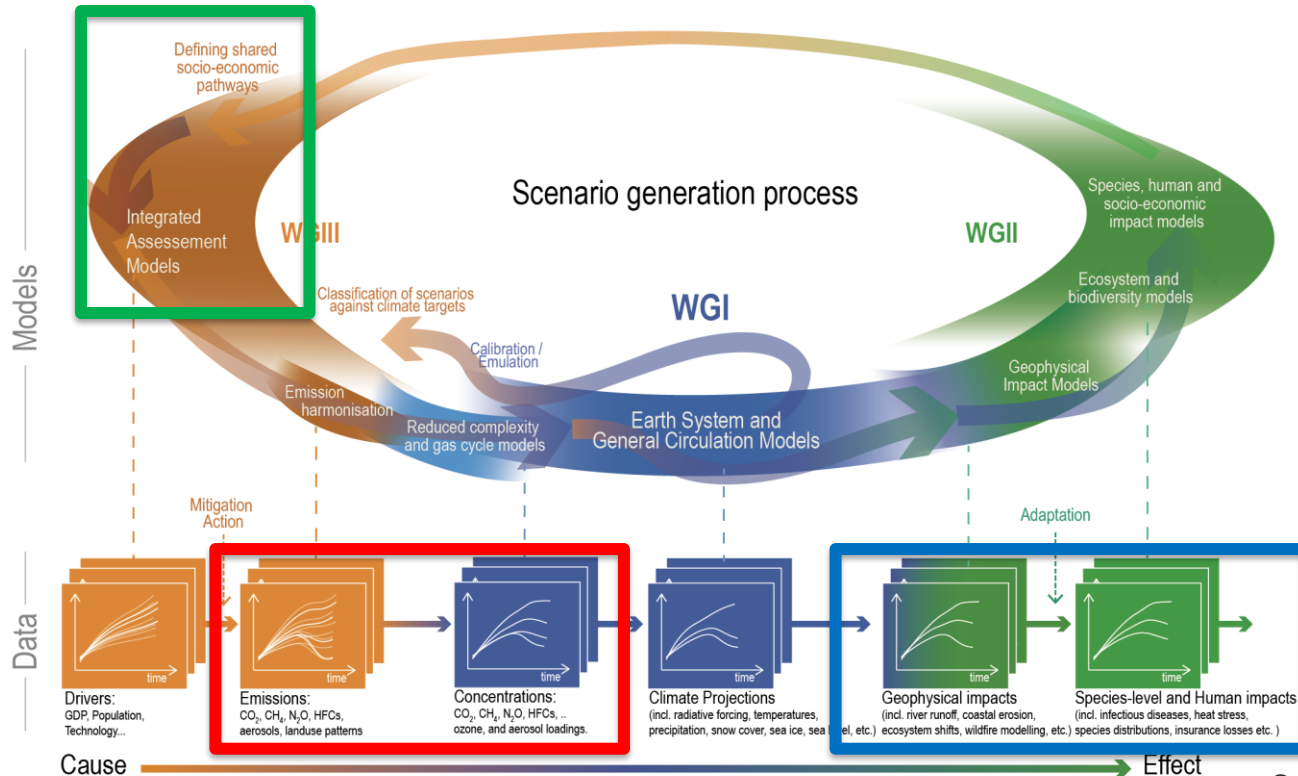 Models
Defining shared
socio-economic
pathways
Integrated
Assessement
Models
WGIII
Scenario generation process
WGII
Species, human and
socio-economic
impact models
Ecosystem and
biodiversity models
Classification of scenarios
against climate targets
WGI
Calibration /
Emulation
Geophysical
Impact Models
Emission
harmonisation
Reduced complexity
and gas cycle models
Earth System and
General Circulation Models
Mitigation
Action
Adaptation
Data
time
time
time
time
time
time
Drivers:
GDP, Population,
Technology...
Emissions:
CO₂, CH₄, N₂O, HFCs,
aerosols, landuse patterns
Concentrations:
CO₂, CH₄, N₂O, HFCs, ..
ozone, and aerosol loadings.
Climate Projections
(incl. radiative forcing, temperatures,
precipitation, snow cover, sea ice, sea level, etc.)
Geophysical impacts
(incl. river runoff, coastal erosion,
ecosystem shifts, wildfire modelling, etc.)
Species-level and Human impacts
(incl. infectious diseases, heat stress,
species distributions, insurance losses etc. )
Cause
Effect